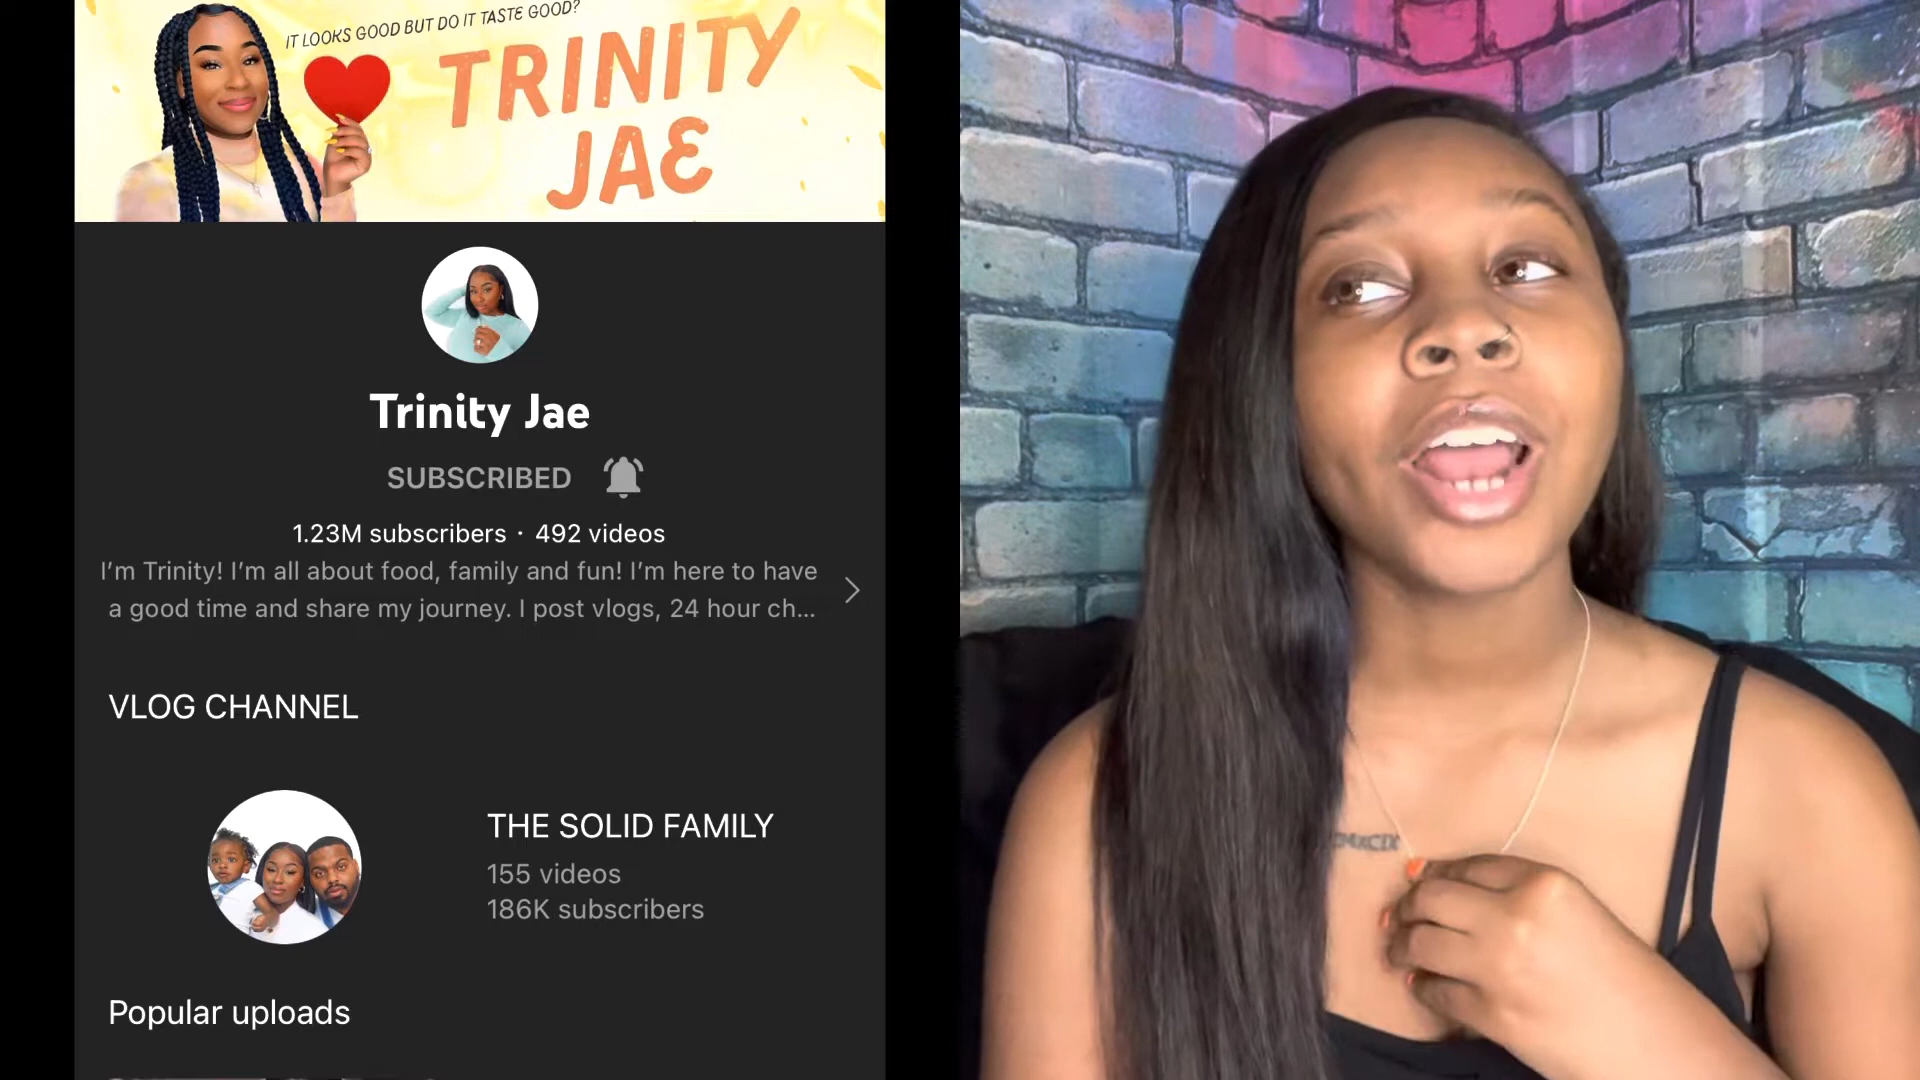 IT LOOKS GOOD BUT DO IT TASTE GOOD?
TRINITY
JAE
Trinity Jae
SUBSCRIBED
1.23M subscribers · 492 videos
I'm Trinity! I'm all about food, family and fun! I'm here to have
a good time and share my journey. I post vlogs, 24 hour ch...
VLOG CHANNEL
THE SOLID FAMILY
155 videos
186K subscribers
Popular uploads